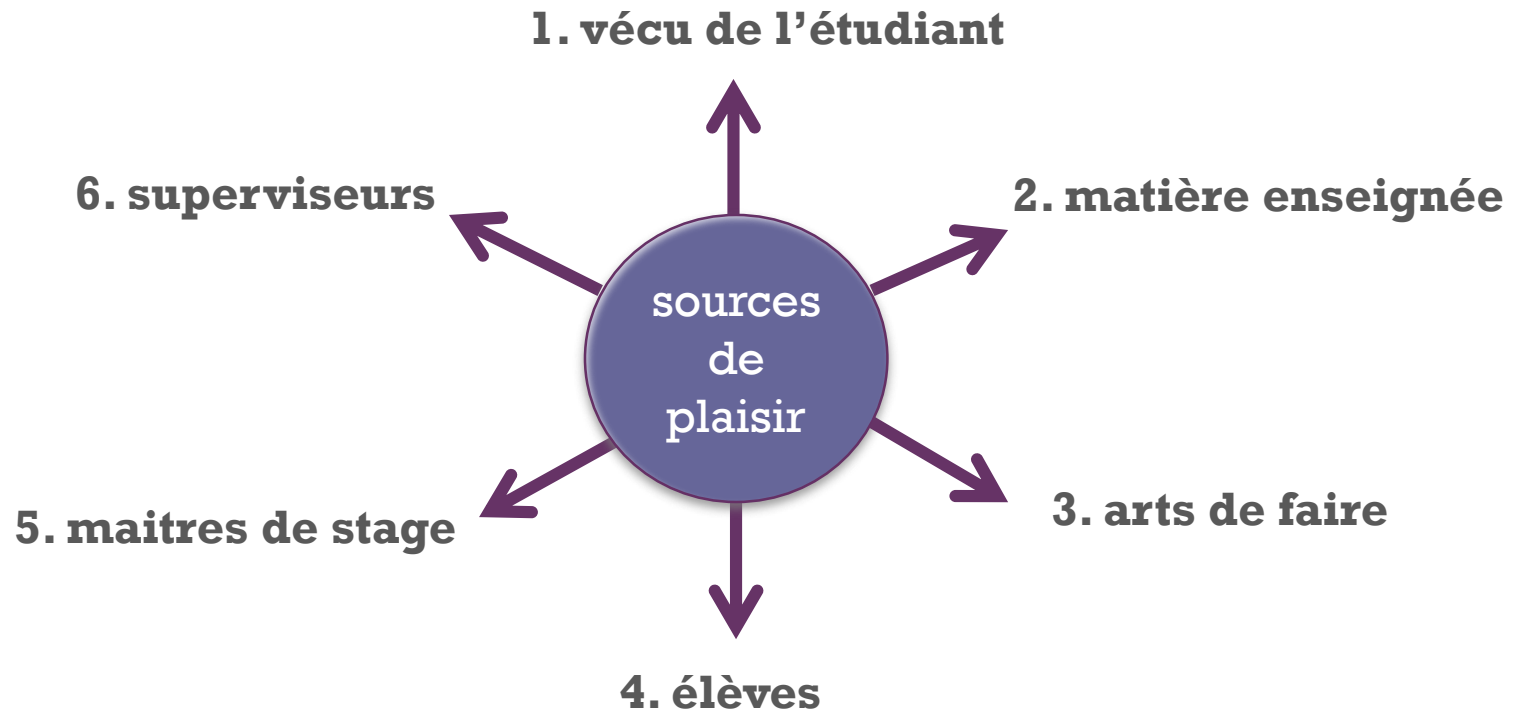 1. vécu de l’étudiant
2. matière enseignée
3. arts de faire
4. élèves
5. maitres de stage
6. superviseurs
sources
de
plaisir